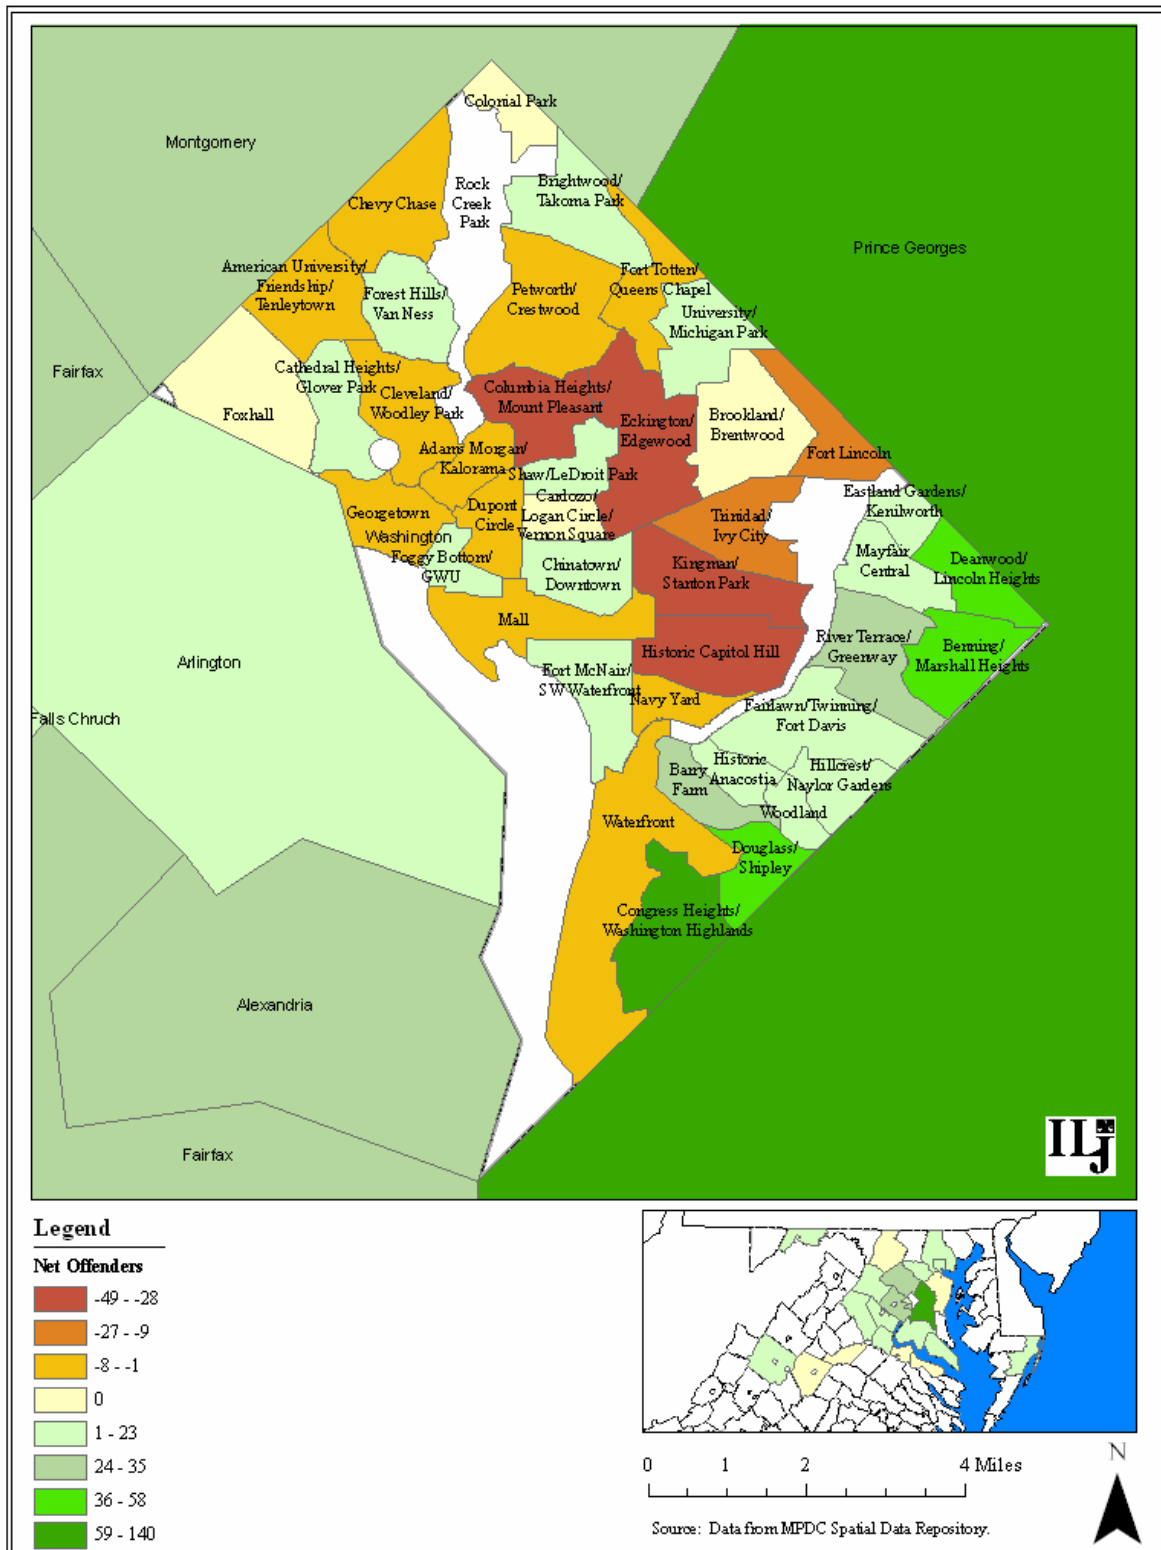 Colonial Park
Montgomery
Rock
Creek
Park
Brightwood/
Takoma Park
Chevy Chase
Prince Georges
American University/
Friendship/
Tenleytown
Forest Hills/
Van Ness
Petworth/
Crestwood
Fort Totten/
Queens Chapel
University/
Michigan Park
Fairfax
Cathedral Heights/
Glover Park
Cleveland/
Woodley Park
Columbia Heights/
Mount Pleasant
Foxhall
Eckington/
Edgewood
Brookland/
Brentwood
Adams Morgan/
Kalorama
Fort Lincoln
Shaw/LeDroit Park
Cardozo/
Logan Circle/
Vernon Square
Eastland Gardens/
Kenilworth
Georgetown
Dupont
Circle
Trinidad/
Ivy City
Washington
Foggy Bottom/
GWU
Chinatown/
Downtown
Kingman/
Stanton Park
Mayfair
Central
Deanwood/
Lincoln Heights
Mall
Arlington
Historic Capitol Hill
River Terrace/
Greenway
Benning/
Marshall Heights
Fort McNair/
SW Waterfront
Navy Yard
Falls Chruch
Fairlawn/Twinning/
Fort Davis
Barry
Farm
Historic
Anacostia
Hillcrest/
Naylor Gardens
Woodland
Waterfront
Douglass/
Shipley
Congress Heights/
Washington Highlands
Alexandria
Fairfax
ILJ
Legend
Net Offenders
-49 - -28
-27 - -9
-8 - -1
0
1 - 23
24 - 35
36 - 58
59 - 140
N
0 1 2 4 Miles
Source: Data from MPDC Spatial Data Repository.